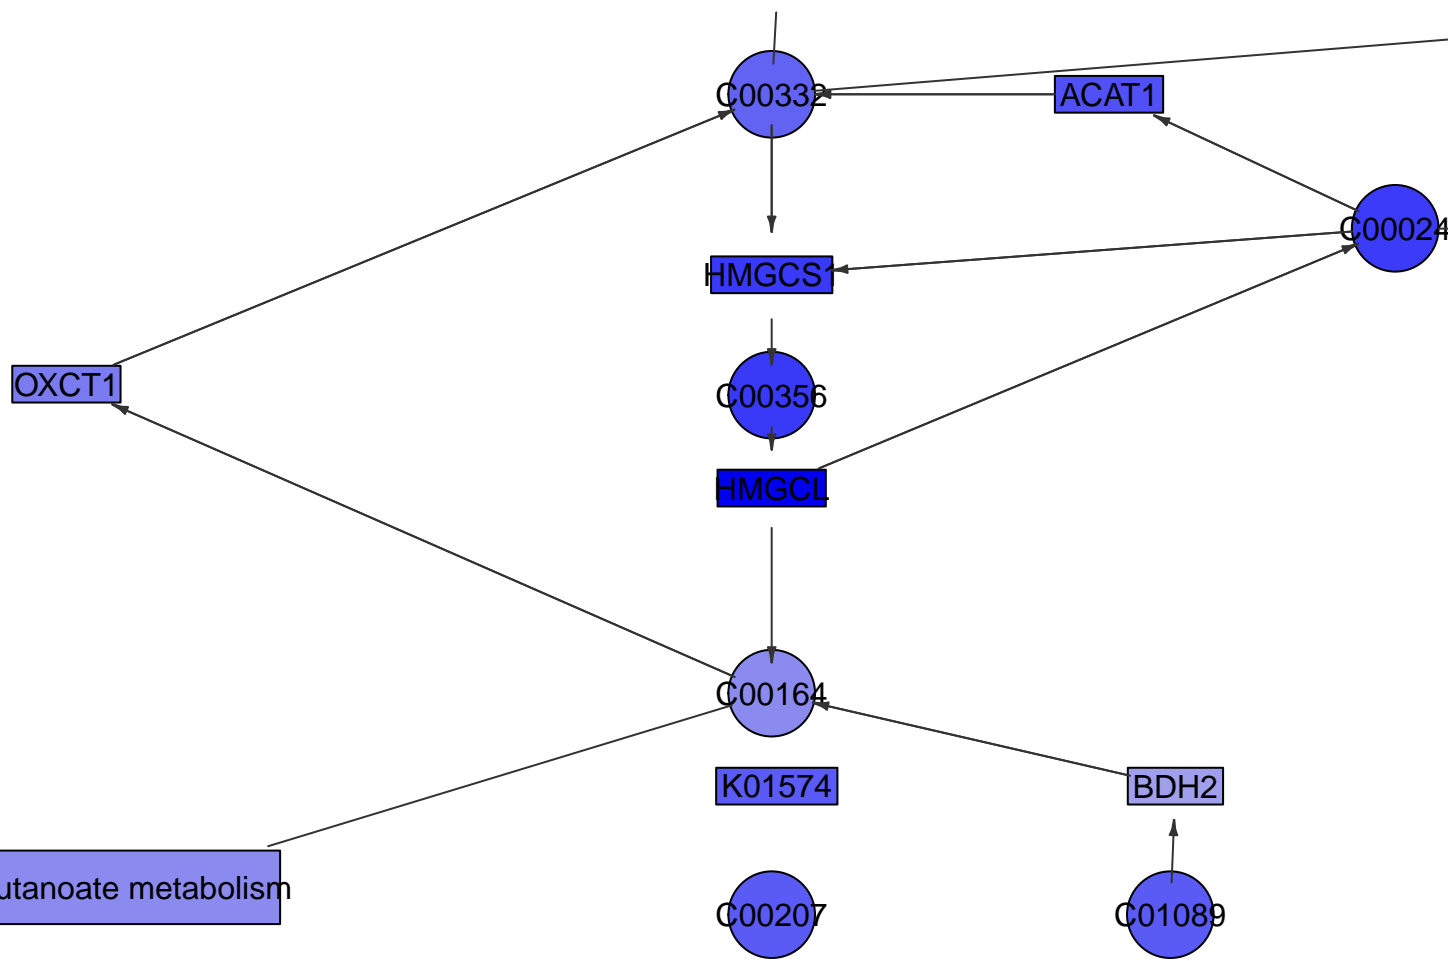 C00332
ACAT1
C00024
HMGCS1
OXCT1
C00356
HMGCL
C00164
K01574
BDH2
utanoate metabolism
C00207
C01089